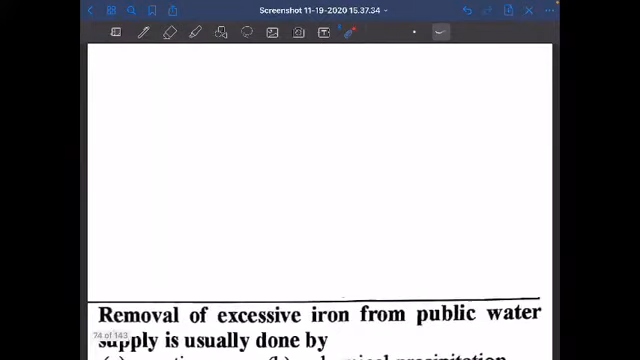 Screenshot 11-19-2020 15.37.34
Removal of excessive iron from public water
74 of 143
supply is usually done by